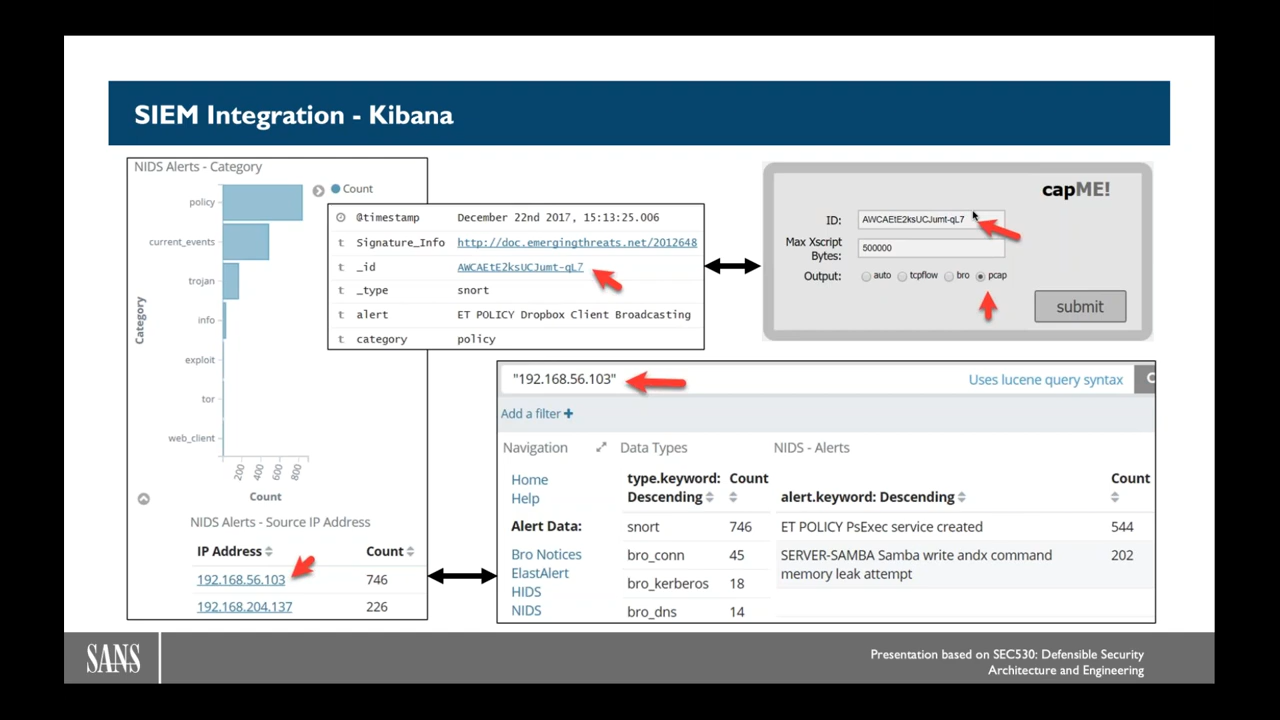 SIEM Integration - Kibana
NIDS Alerts - Category
Count
policy
current_events
trojan
info
exploit
tor
web_client
Category
200
400
600
800
Count
NIDS Alerts - Source IP Address
IP Address Count
192.168.56.103 746
192.168.204.137 226
@timestamp December 22nd 2017, 15:13:25.006
t Signature_Info http://doc.emergingthreats.net/2012648
t _id AWCAEtE2ksUCJumt-qL7
t _type snort
t alert ET POLICY Dropbox Client Broadcasting
t category policy
capME!
ID: AWCAEtE2ksUCJumt-qL7
Max Xscript
Bytes: 500000
Output: auto tcpflow bro pcap
submit
"192.168.56.103" Uses lucene query syntax
Add a filter +
Navigation
Home
Help
Alert Data:
Bro Notices
ElastAlert
HIDS
NIDS
Data Types
type.keyword: Count
Descending
snort 746
bro_conn 45
bro_kerberos 18
bro_dns 14
NIDS - Alerts
alert.keyword: Descending Count
ET POLICY PsExec service created 544
SERVER-SAMBA Samba write andx command 202
memory leak attempt
SANS
Presentation based on SEC530: Defensible Security
Architecture and Engineering